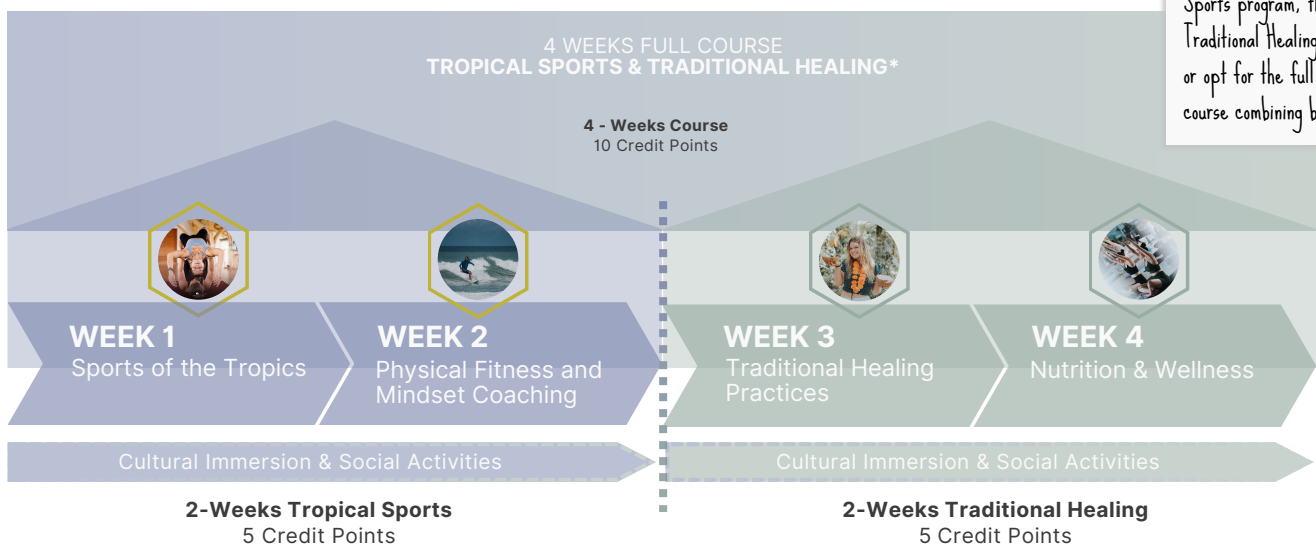 Sports program, th
Traditional Healing
or opt for the full
course combining b
4 WEEKS FULL COURSE
TROPICAL SPORTS & TRADITIONAL HEALING*
4 - Weeks Course
10 Credit Points
WEEK 1
Sports of the Tropics
WEEK 2
Physical Fitness and
Mindset Coaching
WEEK 3
Traditional Healing
Practices
WEEK 4
Nutrition & Wellness
Cultural Immersion & Social Activities
Cultural Immersion & Social Activities
2-Weeks Tropical Sports
5 Credit Points
2-Weeks Traditional Healing
5 Credit Points